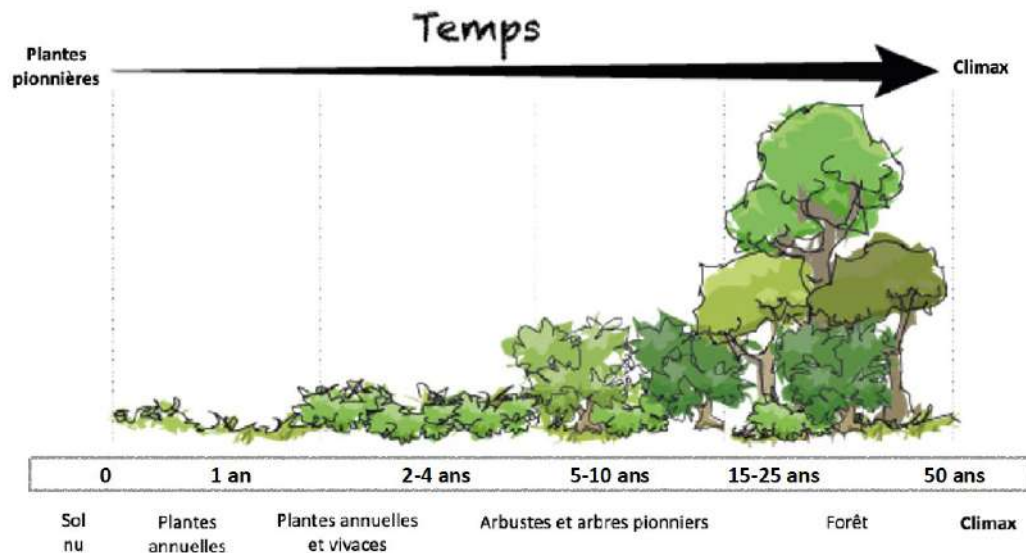 Temps
Plantes
pionnières
Climax
0 1 an 2-4 ans 5-10 ans 15-25 ans 50 ans
Sol
nu
Plantes
annuelles
Plantes annuelles
et vivaces
Arbustes et arbres pionniers
Forêt
Climax